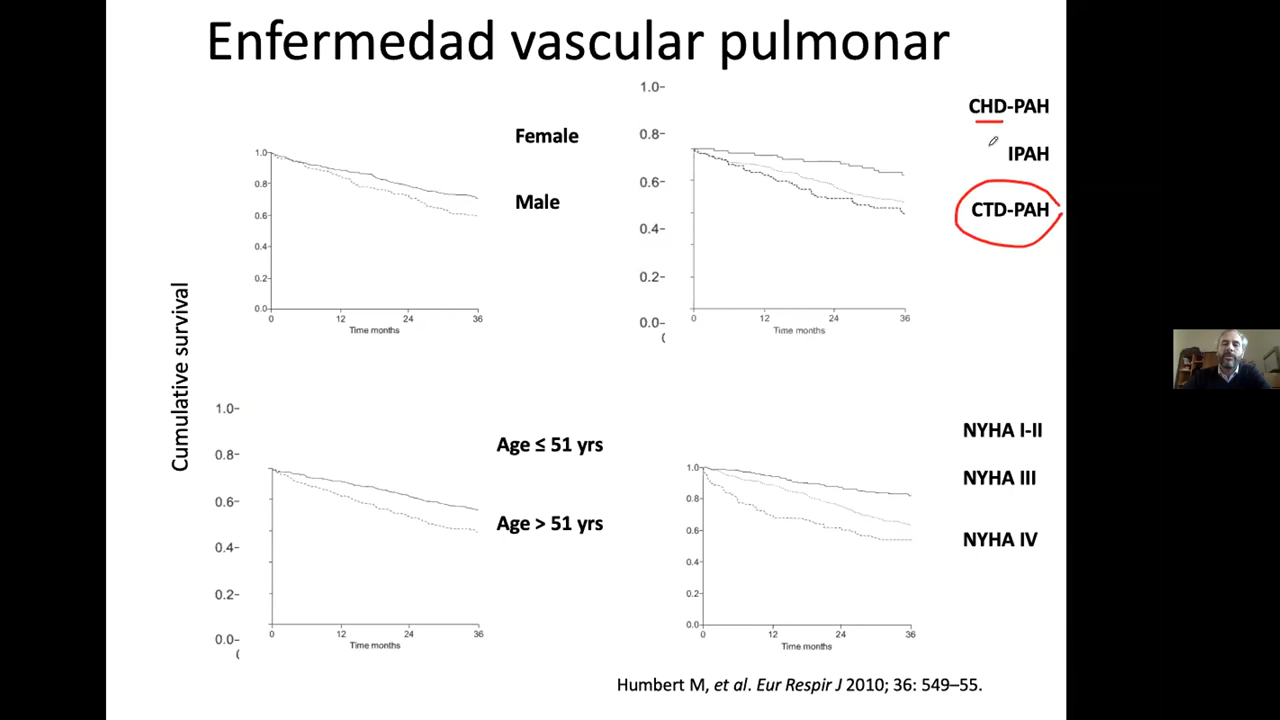 Enfermedad vascular pulmonar
Cumulative survival
Female
Male
1.0
0.8
0.6
0.4
0.2
0.0
0 12 24 36
Time months
1.0-
0.8-
0.6-
0.4-
0.2-
0.0-
0 12 24 36
Time months
CHD-PAH
IPAH
CTD-PAH
1.0-
0.8-
0.6-
0.4-
0.2-
0.0-
0 12 24 36
Time months
Age ≤ 51 yrs
Age > 51 yrs
1.0
0.8
0.6
0.4
0.2
0.0
0 12 24 36
Time months
NYHA I-II
NYHA III
NYHA IV
Humbert M, et al. Eur Respir J 2010; 36: 549–55.